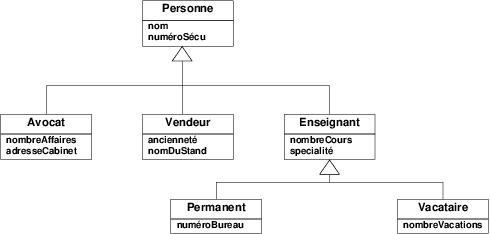 Personne
nom
numéroSécu
Avocat
nombreAffaires
adresseCabinet
Vendeur
ancienneté
nomDuStand
Enseignant
nombreCours
specialité
Permanent
numéroBureau
Vacataire
nombreVacations